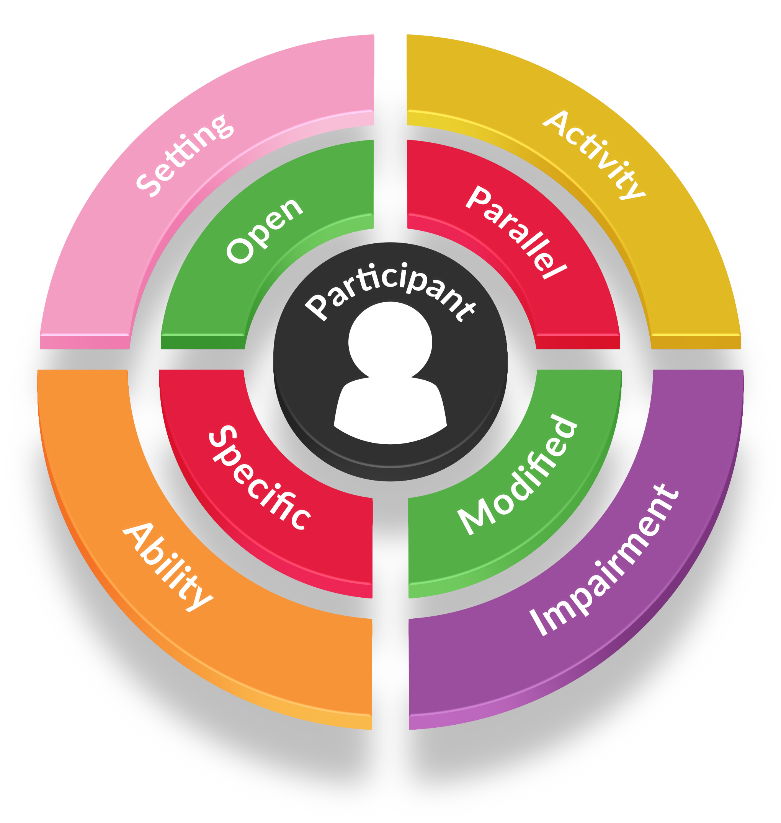 Setting
Activity
Open
Parallel
Participant
Specific
Modified
Ability
Impairment